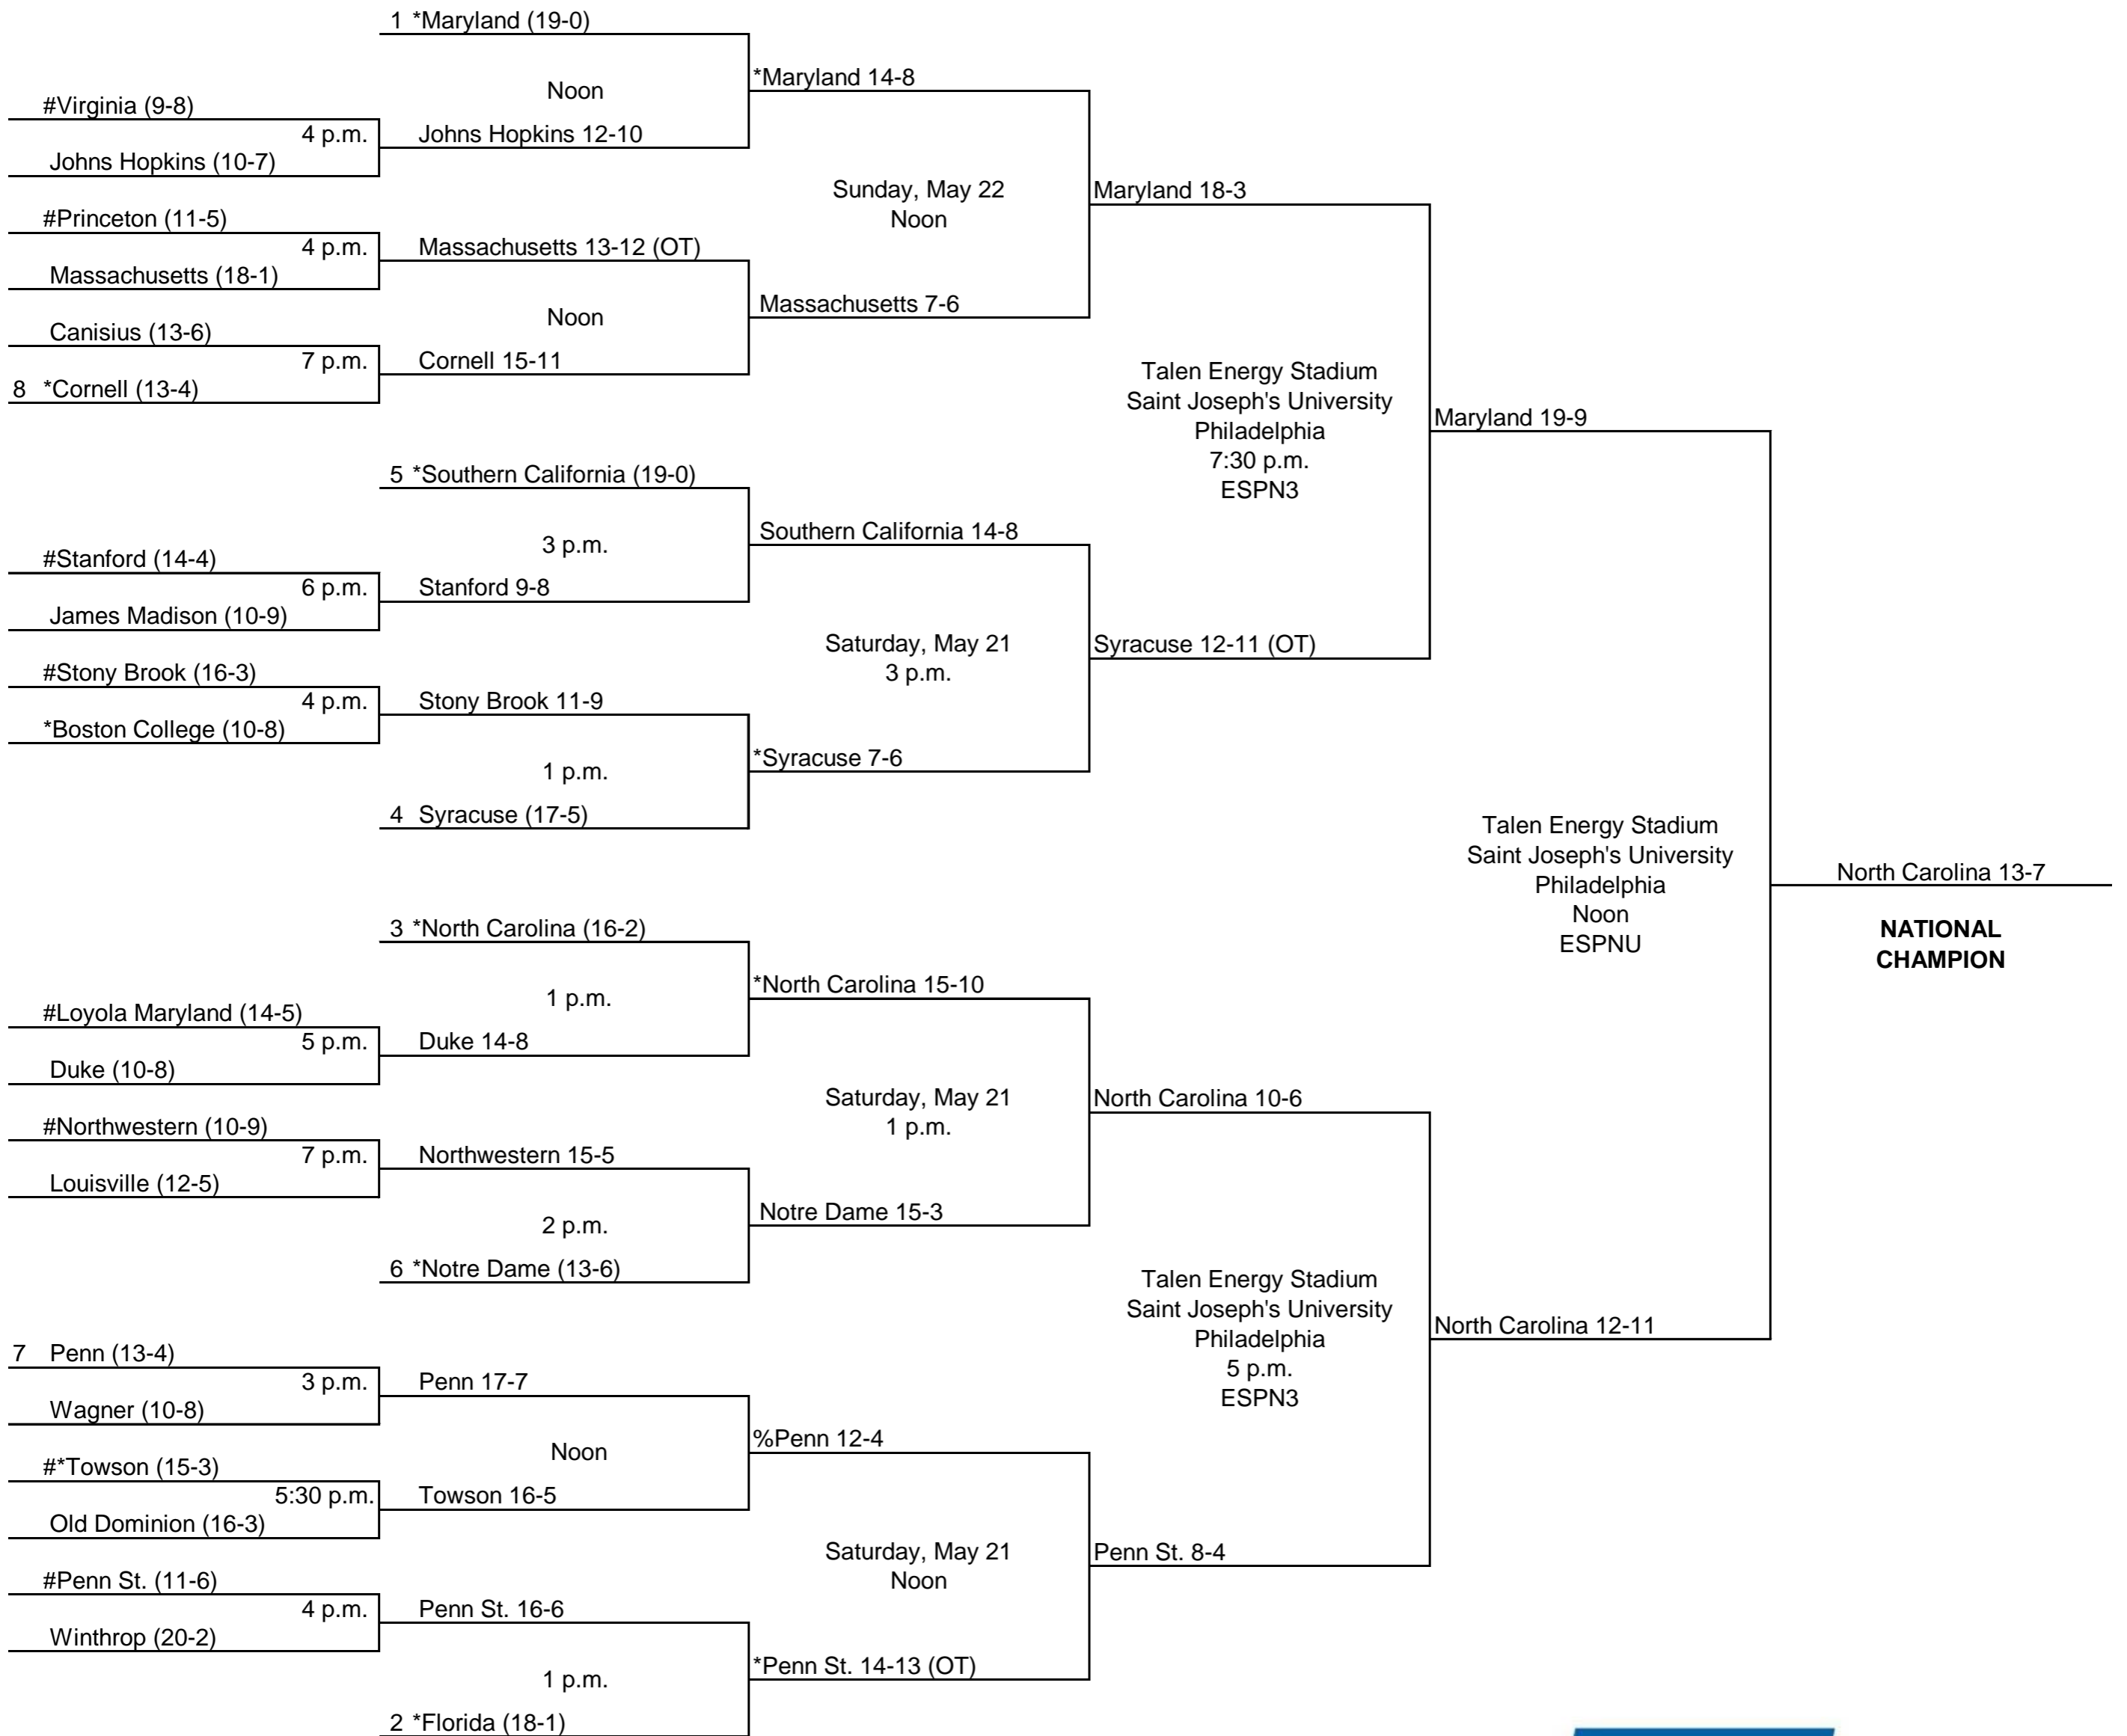 1 *Maryland (19-0)
Noon
#Virginia (9-8)
4 p.m.
Johns Hopkins (10-7)
Johns Hopkins 12-10
*Maryland 14-8
#Princeton (11-5)
4 p.m.
Massachusetts (18-1)
Massachusetts 13-12 (OT)
Noon
Canisius (13-6)
7 p.m.
8 *Cornell (13-4)
Cornell 15-11
Massachusetts 7-6
Sunday, May 22
Noon
Maryland 18-3
5 *Southern California (19-0)
3 p.m.
#Stanford (14-4)
6 p.m.
James Madison (10-9)
Stanford 9-8
Southern California 14-8
#Stony Brook (16-3)
4 p.m.
*Boston College (10-8)
Stony Brook 11-9
1 p.m.
4 Syracuse (17-5)
*Syracuse 7-6
Saturday, May 21
3 p.m.
Syracuse 12-11 (OT)
Talen Energy Stadium
Saint Joseph's University
Philadelphia
7:30 p.m.
ESPN3
Maryland 19-9
3 *North Carolina (16-2)
1 p.m.
#Loyola Maryland (14-5)
5 p.m.
Duke (10-8)
Duke 14-8
*North Carolina 15-10
#Northwestern (10-9)
7 p.m.
Louisville (12-5)
Northwestern 15-5
2 p.m.
6 *Notre Dame (13-6)
Notre Dame 15-3
Saturday, May 21
1 p.m.
North Carolina 10-6
7 Penn (13-4)
3 p.m.
Wagner (10-8)
Penn 17-7
Noon
#*Towson (15-3)
5:30 p.m.
Old Dominion (16-3)
Towson 16-5
%Penn 12-4
#Penn St. (11-6)
4 p.m.
Winthrop (20-2)
Penn St. 16-6
1 p.m.
2 *Florida (18-1)
*Penn St. 14-13 (OT)
Saturday, May 21
Noon
Penn St. 8-4
Talen Energy Stadium
Saint Joseph's University
Philadelphia
5 p.m.
ESPN3
North Carolina 12-11
Talen Energy Stadium
Saint Joseph's University
Philadelphia
Noon
ESPNU
North Carolina 13-7
NATIONAL
CHAMPION